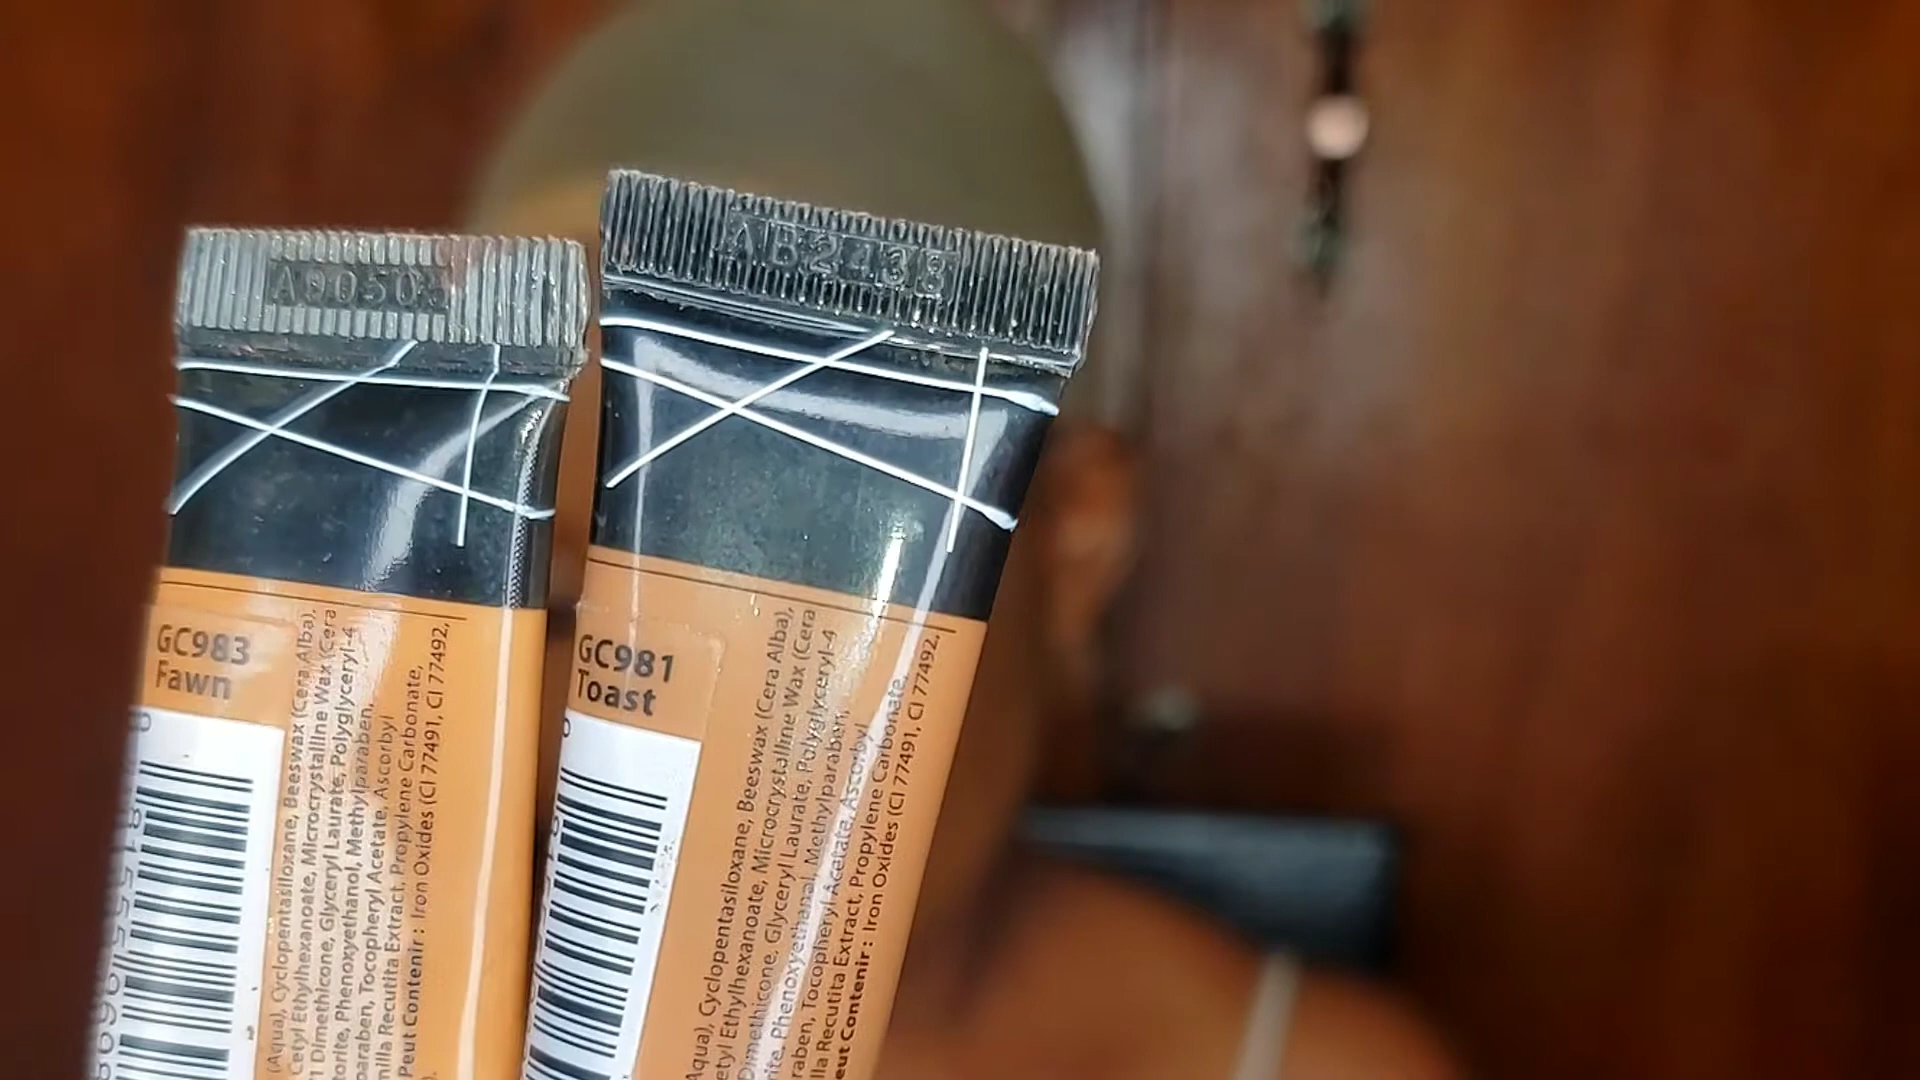 AB2438
GC983
Fawn
(Aqua), Cyclopentasiloxane, Beeswax (Cera Alba),
Cetyl Ethylhexanoate, Microcrystalline Wax (Cera
Dimethicone, Glyceryl Laurate, Polyglyceryl-4
Phenoxyethanol, Methylparaben,
Tocopheryl Acetate, Ascorbyl
Recutita Extract, Propylene Carbonate,
Peut Contenir : Iron Oxides (CI 77491, CI 77492,
GC981
Toast
Aqua), Cyclopentasiloxane, Beeswax (Cera Alba),
Ethylhexanoate, Microcrystalline Wax (Cera
Dimethicone, Glyceryl Laurate, Polyglyceryl-4
Phenoxyethanol, Methylparaben,
Tocopheryl Acetate, Ascorbyl
Recutita Extract, Propylene Carbonate,
Contenir : Iron Oxides (CI 77491, CI 77492,